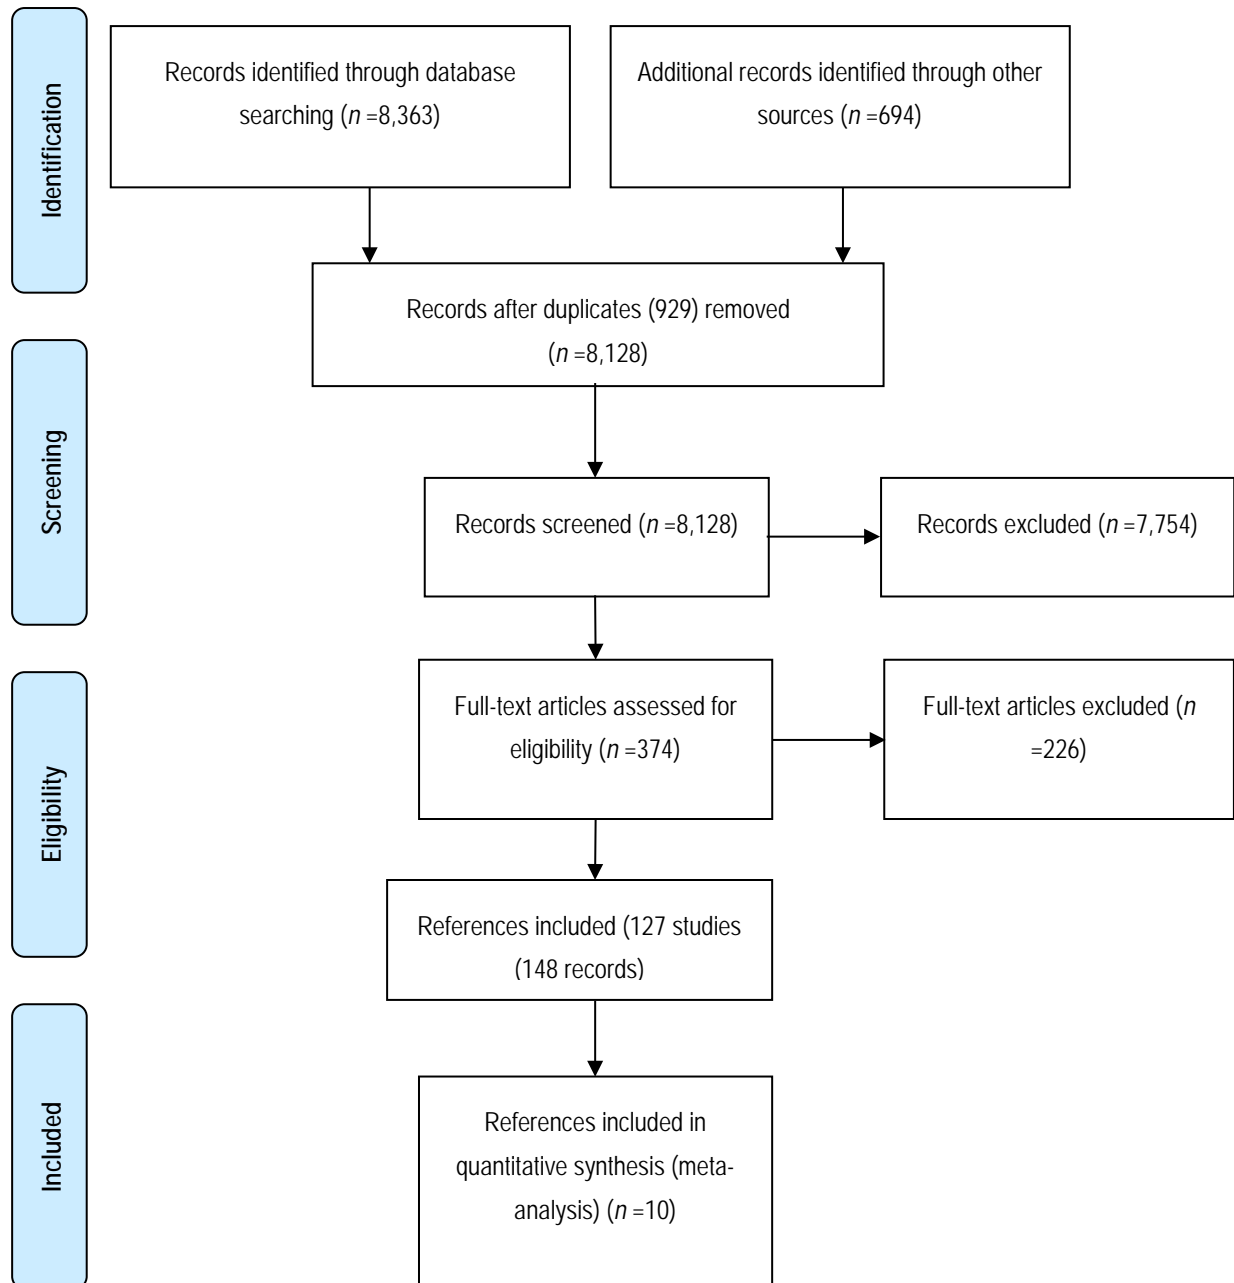 Identification
Records identified through database
searching (n =8,363)
Additional records identified through other
sources (n =694)
Records after duplicates (929) removed
(n =8,128)
Screening
Records screened (n =8,128)
Records excluded (n =7,754)
Eligibility
Full-text articles assessed for
eligibility (n =374)
Full-text articles excluded (n
=226)
References included (127 studies
(148 records)
Included
References included in
quantitative synthesis (meta-
analysis) (n =10)